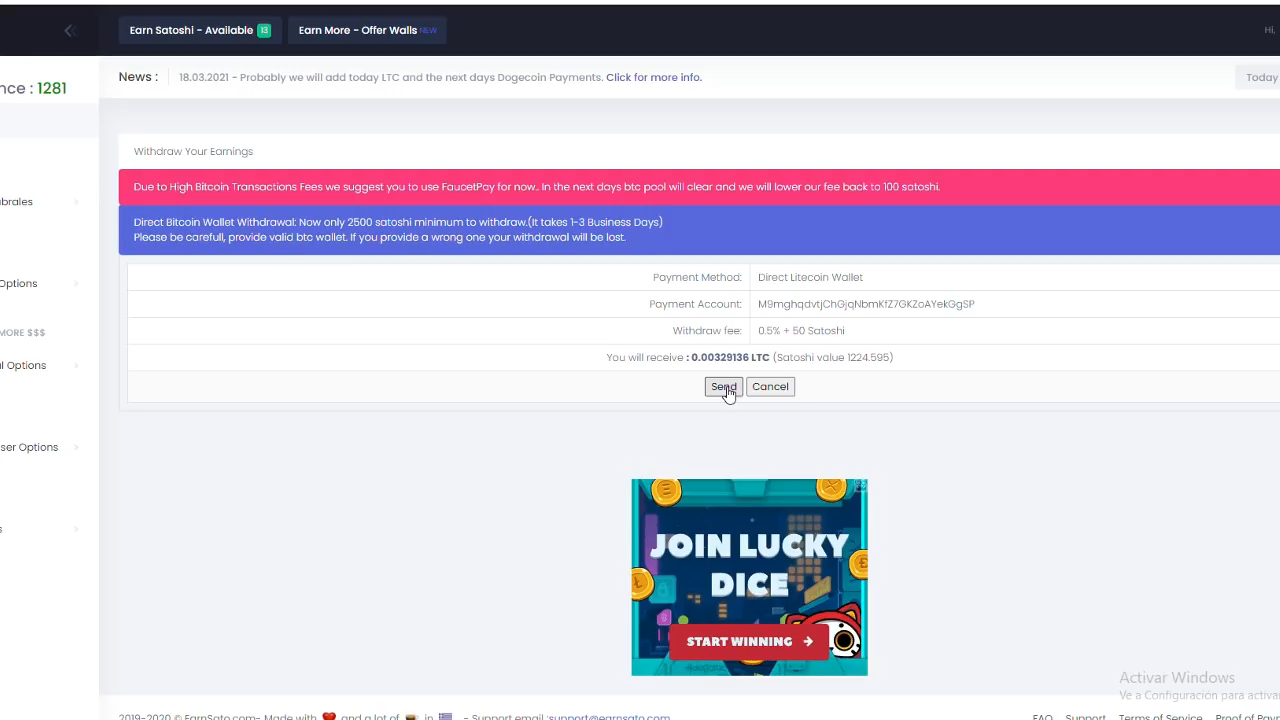 Earn Satoshi - Available 13
Earn More - Offer Walls NEW
Hi,
nce : 1281
News :
18.03.2021 - Probably we will add today LTC and the next days Dogecoin Payments. Click for more info.
Today
Withdraw Your Earnings
Due to High Bitcoin Transactions Fees we suggest you to use FaucetPay for now.. In the next days btc pool will clear and we will lower our fee back to 100 satoshi.
Direct Bitcoin Wallet Withdrawal: Now only 2500 satoshi minimum to withdraw.(It takes 1-3 Business Days)
Please be carefull, provide valid btc wallet. If you provide a wrong one your withdrawal will be lost.
brales
Options
MORE $$$
l Options
ser Options
s
Payment Method: Direct Litecoin Wallet
Payment Account: M9mghqdvtjChGjqNbmKfZ7GKZoAYekGgSP
Withdraw fee: 0.5% + 50 Satoshi
You will receive : 0.00329136 LTC (Satoshi value 1224.595)
Send Cancel
JOIN LUCKY
DICE
START WINNING
Activar Windows
Ve a Configuración para activar
2019-2020 © EarnSato.com- Made with and a lot of in - Support email :support@earnsato.com
FAQ Support Terms of Service Proof of Paym